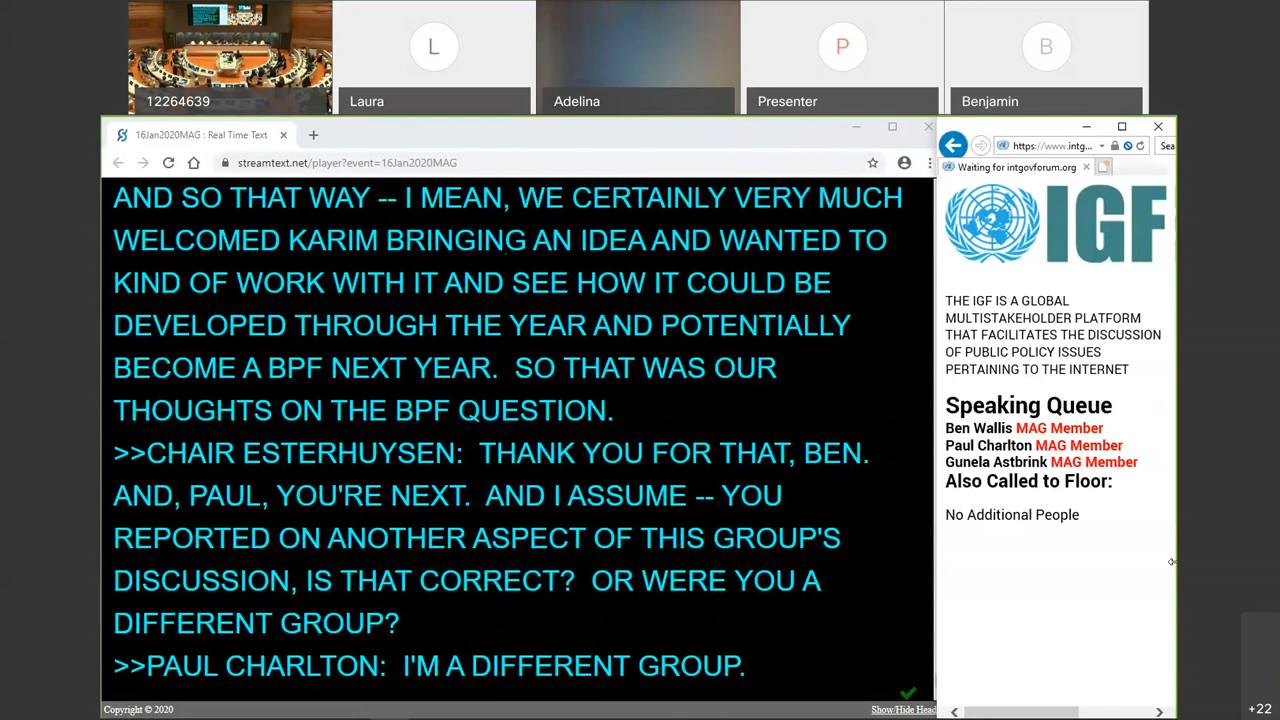 L
P
B
12264639
Laura
Adelina
Presenter
Benjamin
16Jan2020MAG : Real Time Text
streamtext.net/player?event=16Jan2020MAG
AND SO THAT WAY -- I MEAN, WE CERTAINLY VERY MUCH
WELCOMED KARIM BRINGING AN IDEA AND WANTED TO
KIND OF WORK WITH IT AND SEE HOW IT COULD BE
DEVELOPED THROUGH THE YEAR AND POTENTIALLY
BECOME A BPF NEXT YEAR.  SO THAT WAS OUR
THOUGHTS ON THE BPF QUESTION.
>>CHAIR ESTERHUYSEN:  THANK YOU FOR THAT, BEN.
AND, PAUL, YOU'RE NEXT.  AND I ASSUME -- YOU
REPORTED ON ANOTHER ASPECT OF THIS GROUP'S
DISCUSSION, IS THAT CORRECT?  OR WERE YOU A
DIFFERENT GROUP?
>>PAUL CHARLTON:  I'M A DIFFERENT GROUP.
Copyright © 2020
Show/Hide Head
https://www.intg...
Sea
Waiting for intgovforum.org
IGF
THE IGF IS A GLOBAL
MULTISTAKEHOLDER PLATFORM
THAT FACILITATES THE DISCUSSION
OF PUBLIC POLICY ISSUES
PERTAINING TO THE INTERNET
Speaking Queue
Ben Wallis MAG Member
Paul Charlton MAG Member
Gunela Astbrink MAG Member
Also Called to Floor:
No Additional People
+22